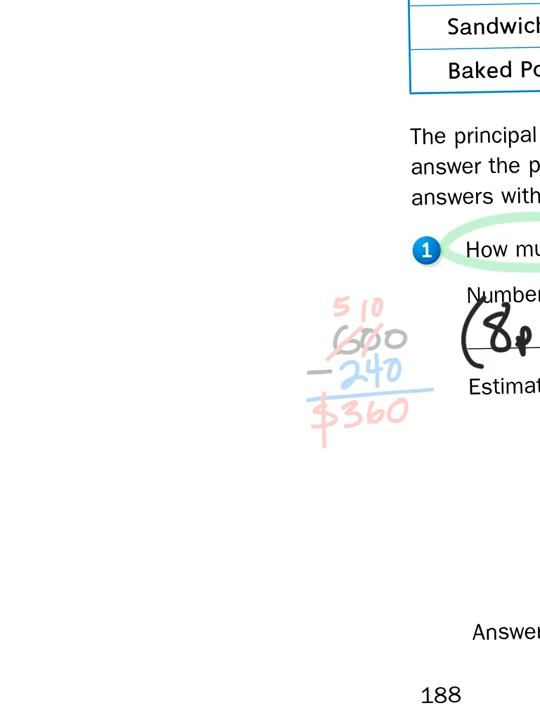 Sandwich
Baked Po
The principal
answer the p
answers with
1 How mu
Number
(8p
Estimat
5 10
600
- 240
$360
Answer
188